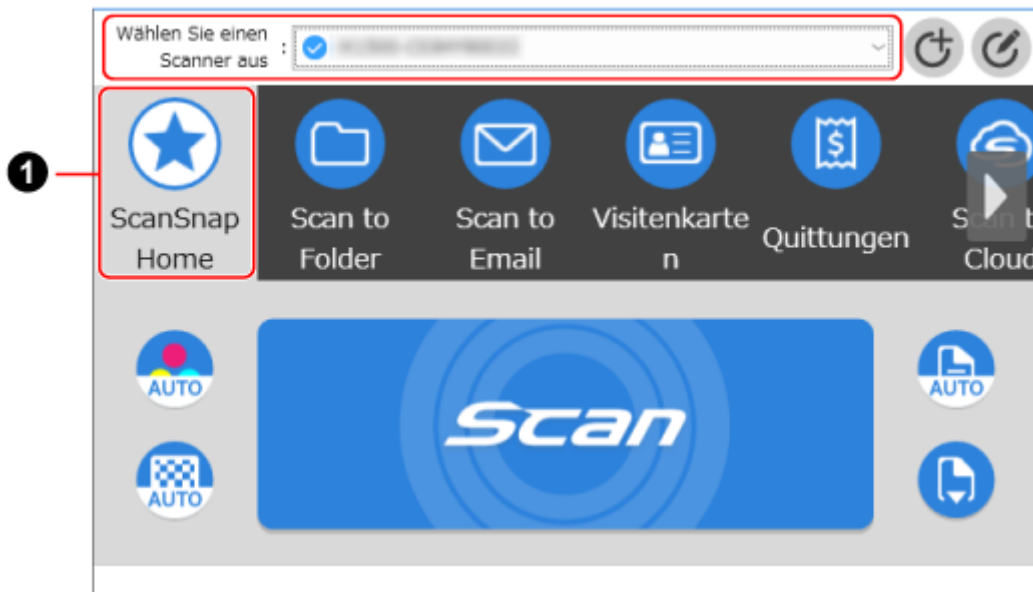 Wählen Sie einen
Scanner aus :
1
ScanSnap
Home
Scan to
Folder
Scan to
Email
Visitenkarte
n
Quittungen
Cloud
AUTO
AUTO
Scan
AUTO